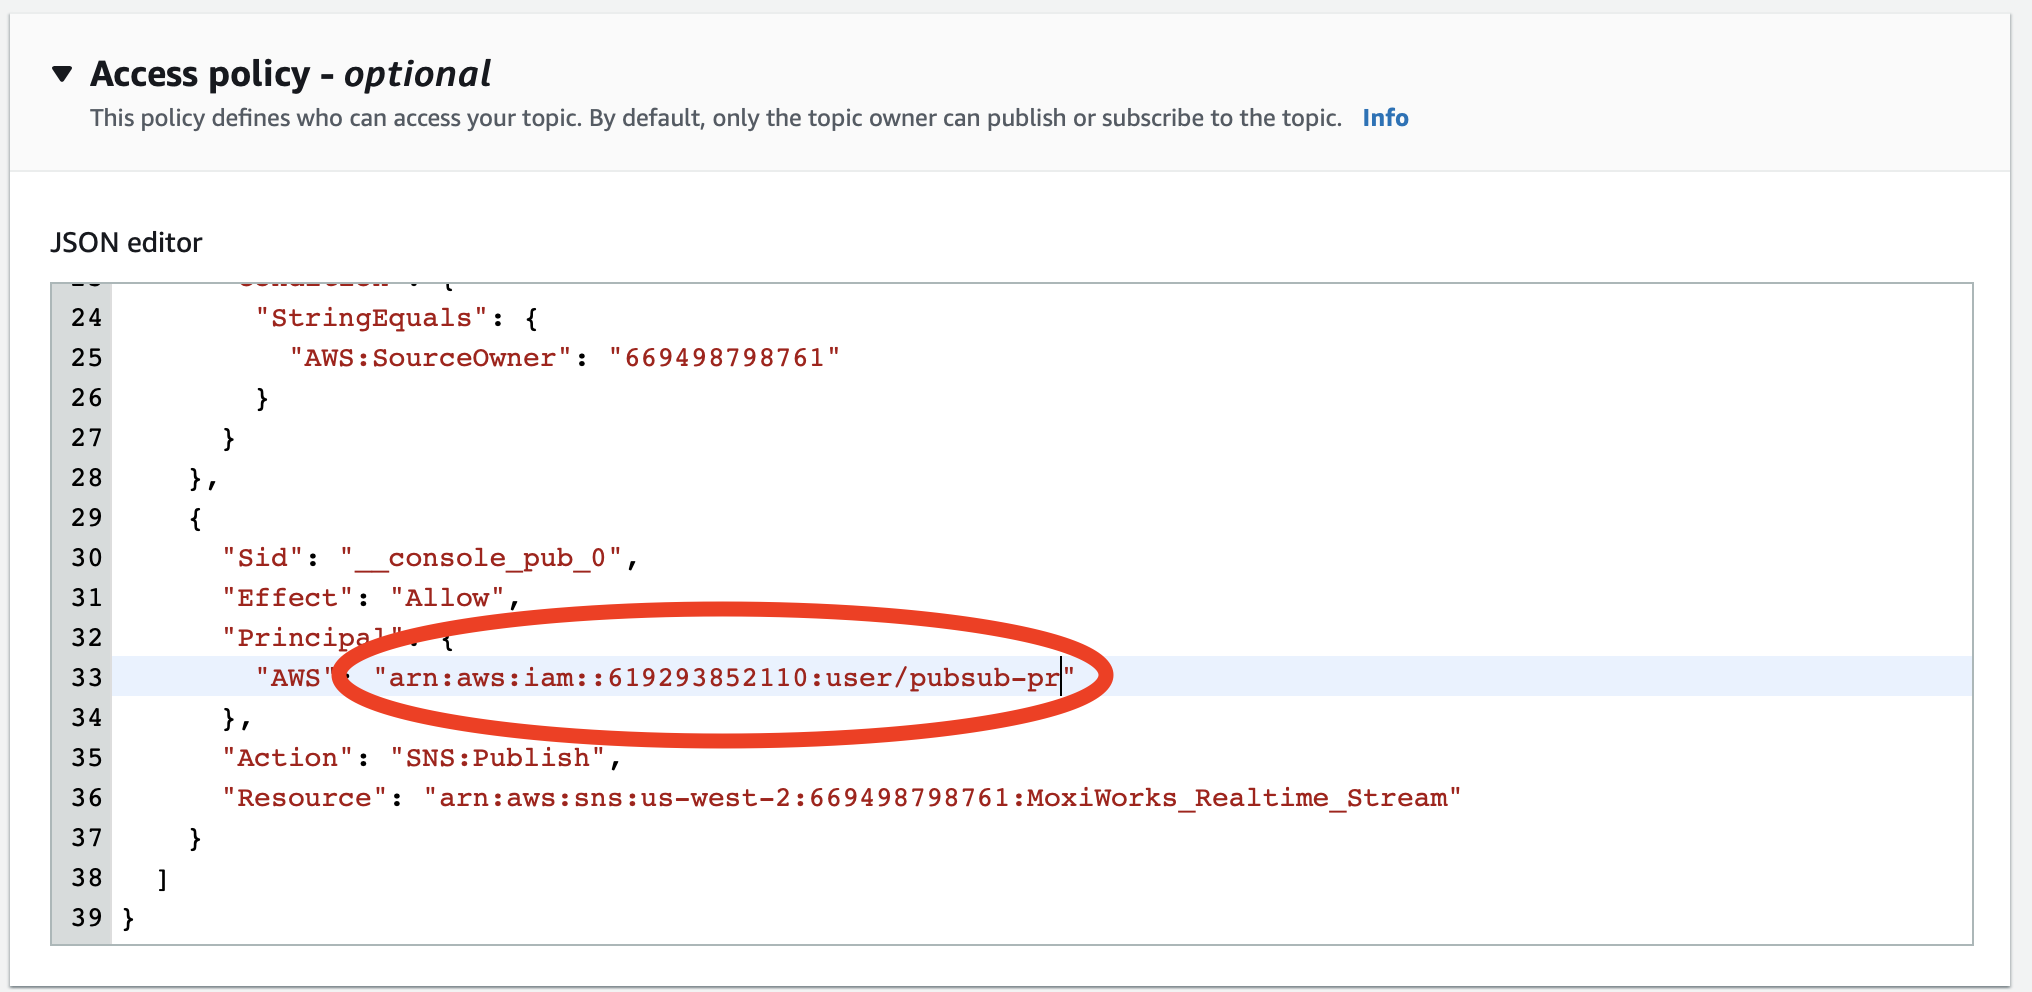 ▼ Access policy - optional
This policy defines who can access your topic. By default, only the topic owner can publish or subscribe to the topic. Info
JSON editor
24 "StringEquals": {
25 "AWS:SourceOwner": "669498798761"
26 }
27 }
28 },
29 {
30 "Sid": "__console_pub_0",
31 "Effect": "Allow",
32 "Principal": {
33 "AWS": "arn:aws:iam::619293852110:user/pubsub-pr"
34 },
35 "Action": "SNS:Publish",
36 "Resource": "arn:aws:sns:us-west-2:669498798761:MoxiWorks_Realtime_Stream"
37 }
38 ]
39 }